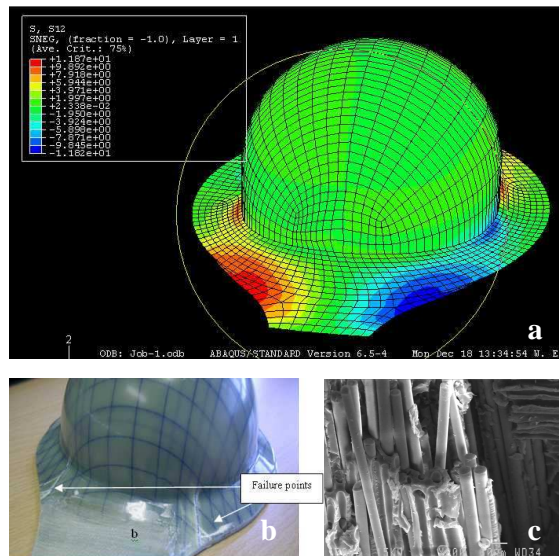 S, S12
SNEG, (fraction = -1.0), Layer = 1
(Ave. Crit.: 75%)
+1.187e+01
+9.892e+00
+7.918e+00
+5.944e+00
+3.971e+00
+1.997e+00
+2.338e-02
-1.950e+00
-3.924e+00
-5.898e+00
-7.871e+00
-9.845e+00
-1.182e+01
2
ODB: Job-1.odb ABAQUS/STANDARD Version 6.5-4 Mon Dec 18 13:34:54 W. E
a
Failure points
b
b
c
WD34